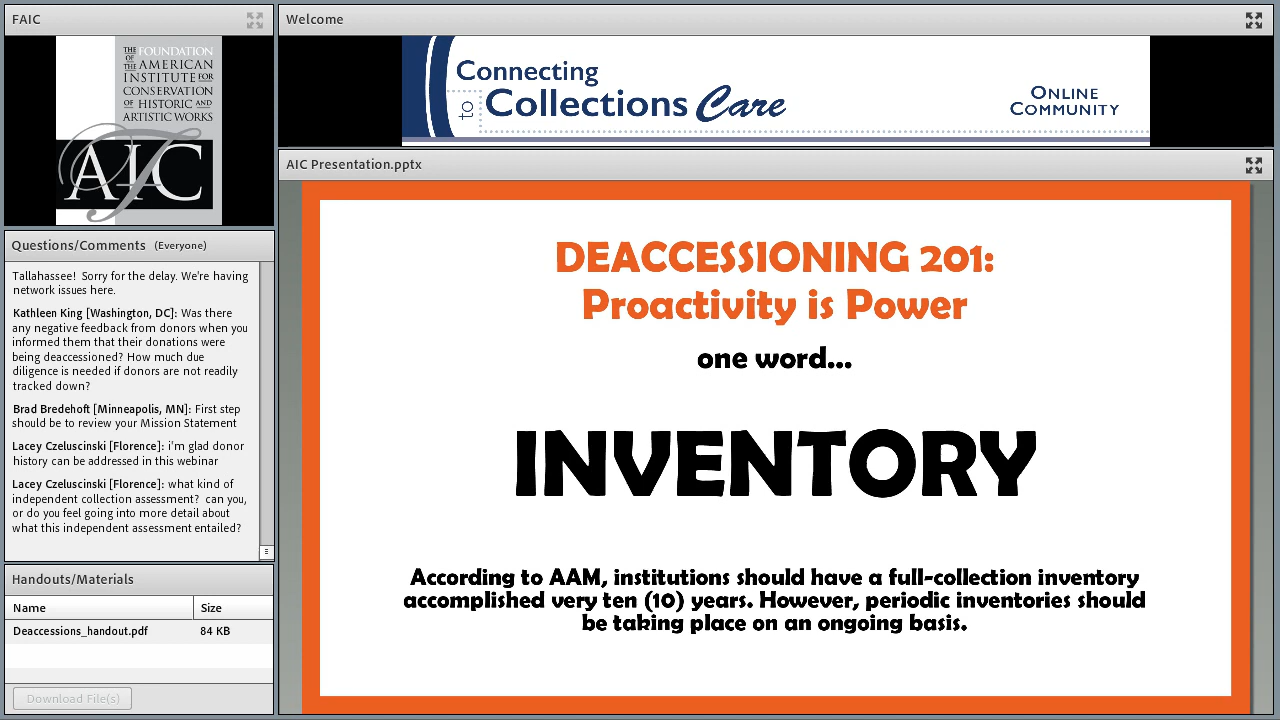 FAIC
THE FOUNDATION
OF THE AMERICAN
INSTITUTE FOR
CONSERVATION
OF HISTORIC AND
ARTISTIC WORKS
AIC
Questions/Comments (Everyone)
Tallahassee! Sorry for the delay. We're having
network issues here.
Kathleen King [Washington, DC]: Was there
any negative feedback from donors when you
informed them that their donations were
being deaccessioned? How much due
diligence is needed if donors are not readily
tracked down?
Brad Bredehoft [Minneapolis, MN]: First step
should be to review your Mission Statement
Lacey Czeluscinski [Florence]: i'm glad donor
history can be addressed in this webinar
Lacey Czeluscinski [Florence]: what kind of
independent collection assessment? can you,
or do you feel going into more detail about
what this independent assessment entailed?
Handouts/Materials
Name Size
Deaccessions_handout.pdf 84 KB
Download File(s)
Welcome
Connecting
to Collections Care
ONLINE
COMMUNITY
AIC Presentation.pptx
DEACCESSIONING 201:
Proactivity is Power
one word...
INVENTORY
According to AAM, institutions should have a full-collection inventory
accomplished very ten (10) years. However, periodic inventories should
be taking place on an ongoing basis.